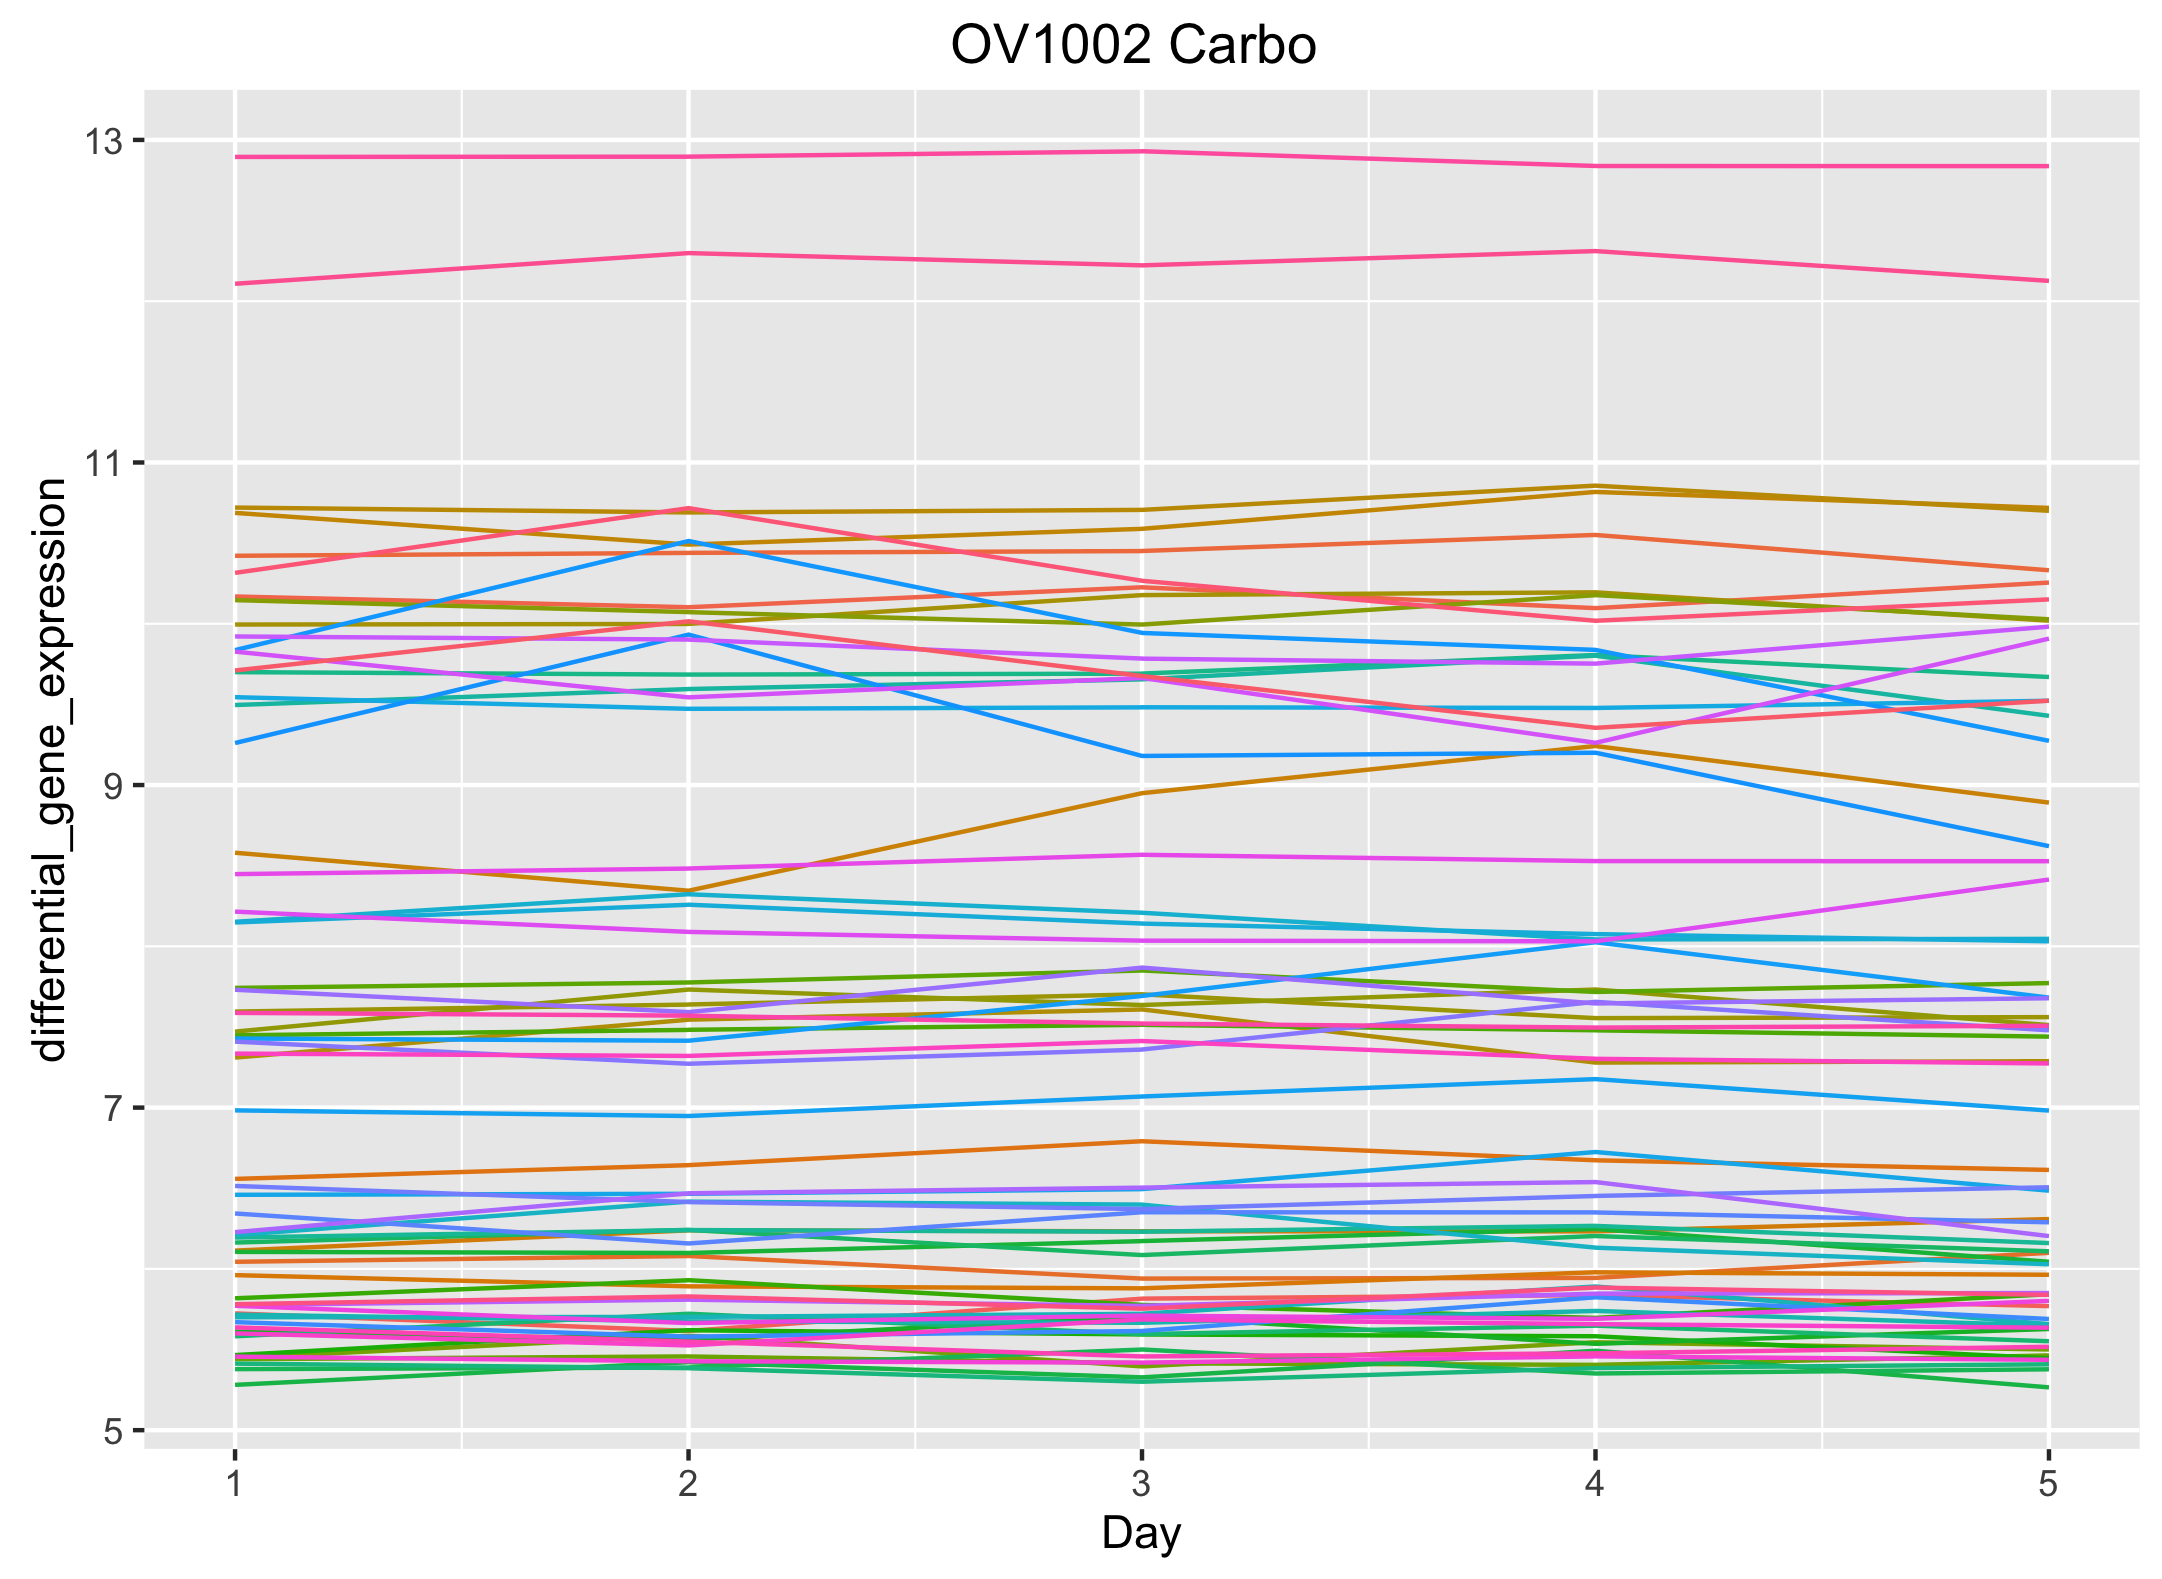 OV1002 Carbo
differential_gene_expression
13
11
9
7
5
1 2 3 4 5
Day